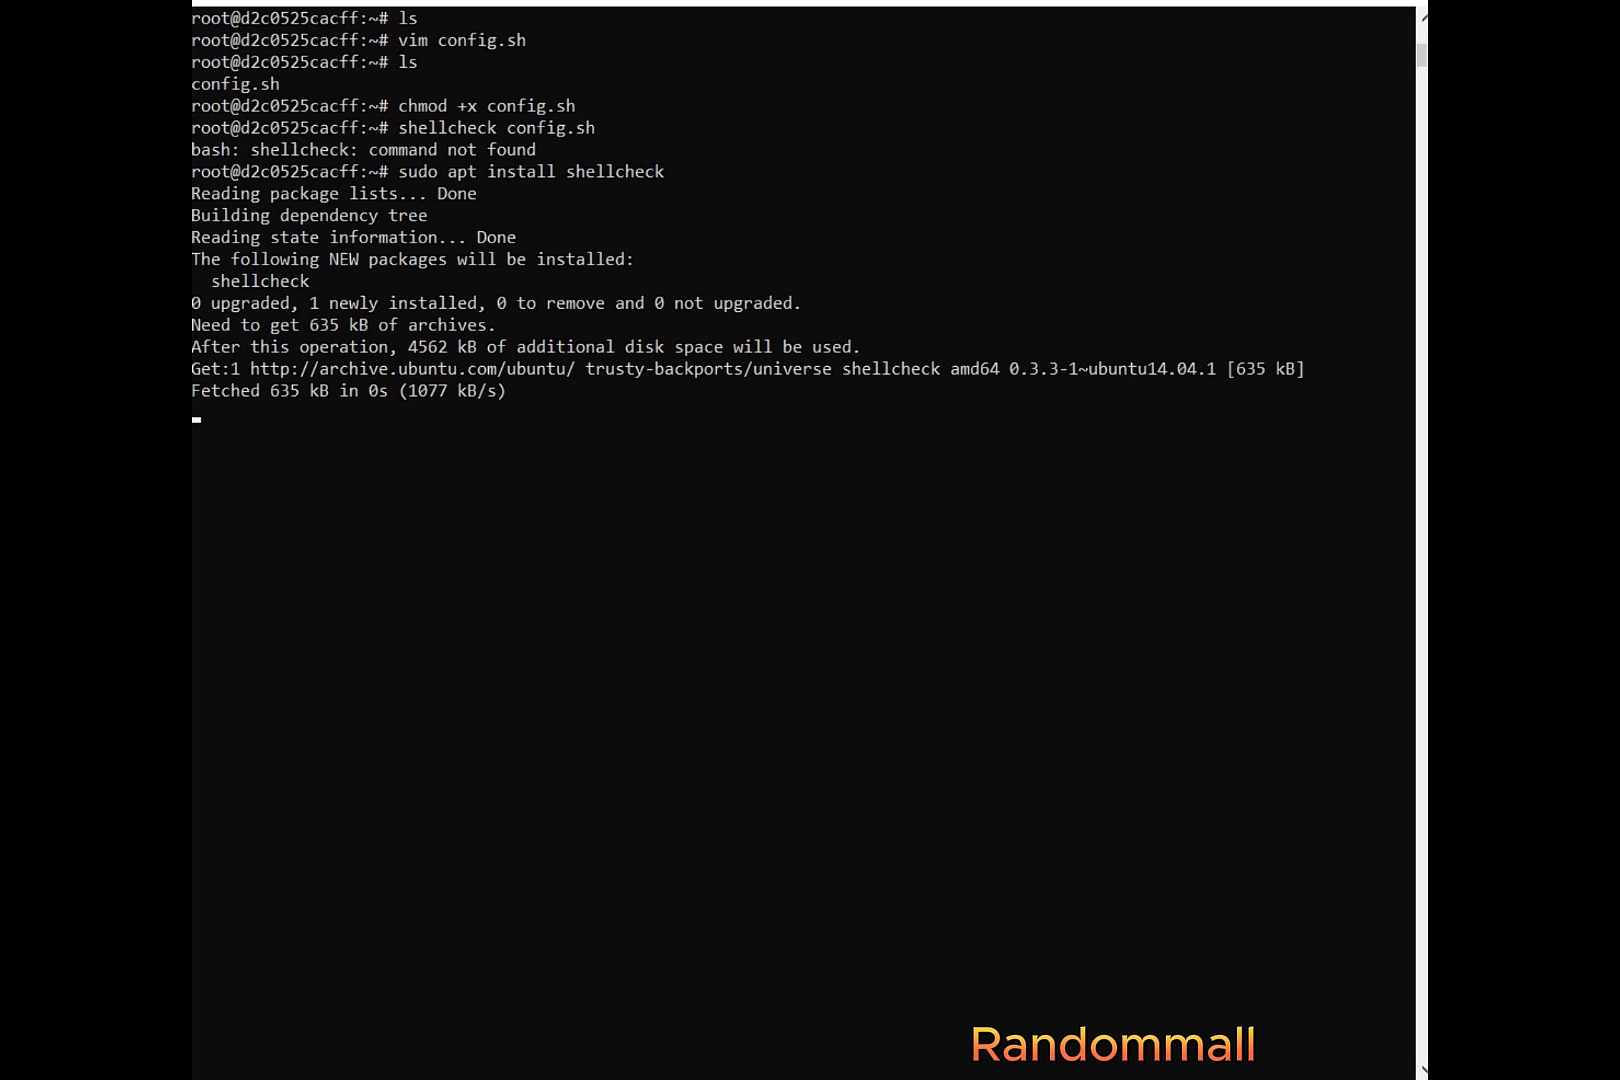 root@d2c0525cacff:~# ls
root@d2c0525cacff:~# vim config.sh
root@d2c0525cacff:~# ls
config.sh
root@d2c0525cacff:~# chmod +x config.sh
root@d2c0525cacff:~# shellcheck config.sh
bash: shellcheck: command not found
root@d2c0525cacff:~# sudo apt install shellcheck
Reading package lists... Done
Building dependency tree
Reading state information... Done
The following NEW packages will be installed:
  shellcheck
0 upgraded, 1 newly installed, 0 to remove and 0 not upgraded.
Need to get 635 kB of archives.
After this operation, 4562 kB of additional disk space will be used.
Get:1 http://archive.ubuntu.com/ubuntu/ trusty-backports/universe shellcheck amd64 0.3.3-1~ubuntu14.04.1 [635 kB]
Fetched 635 kB in 0s (1077 kB/s)
Randommall